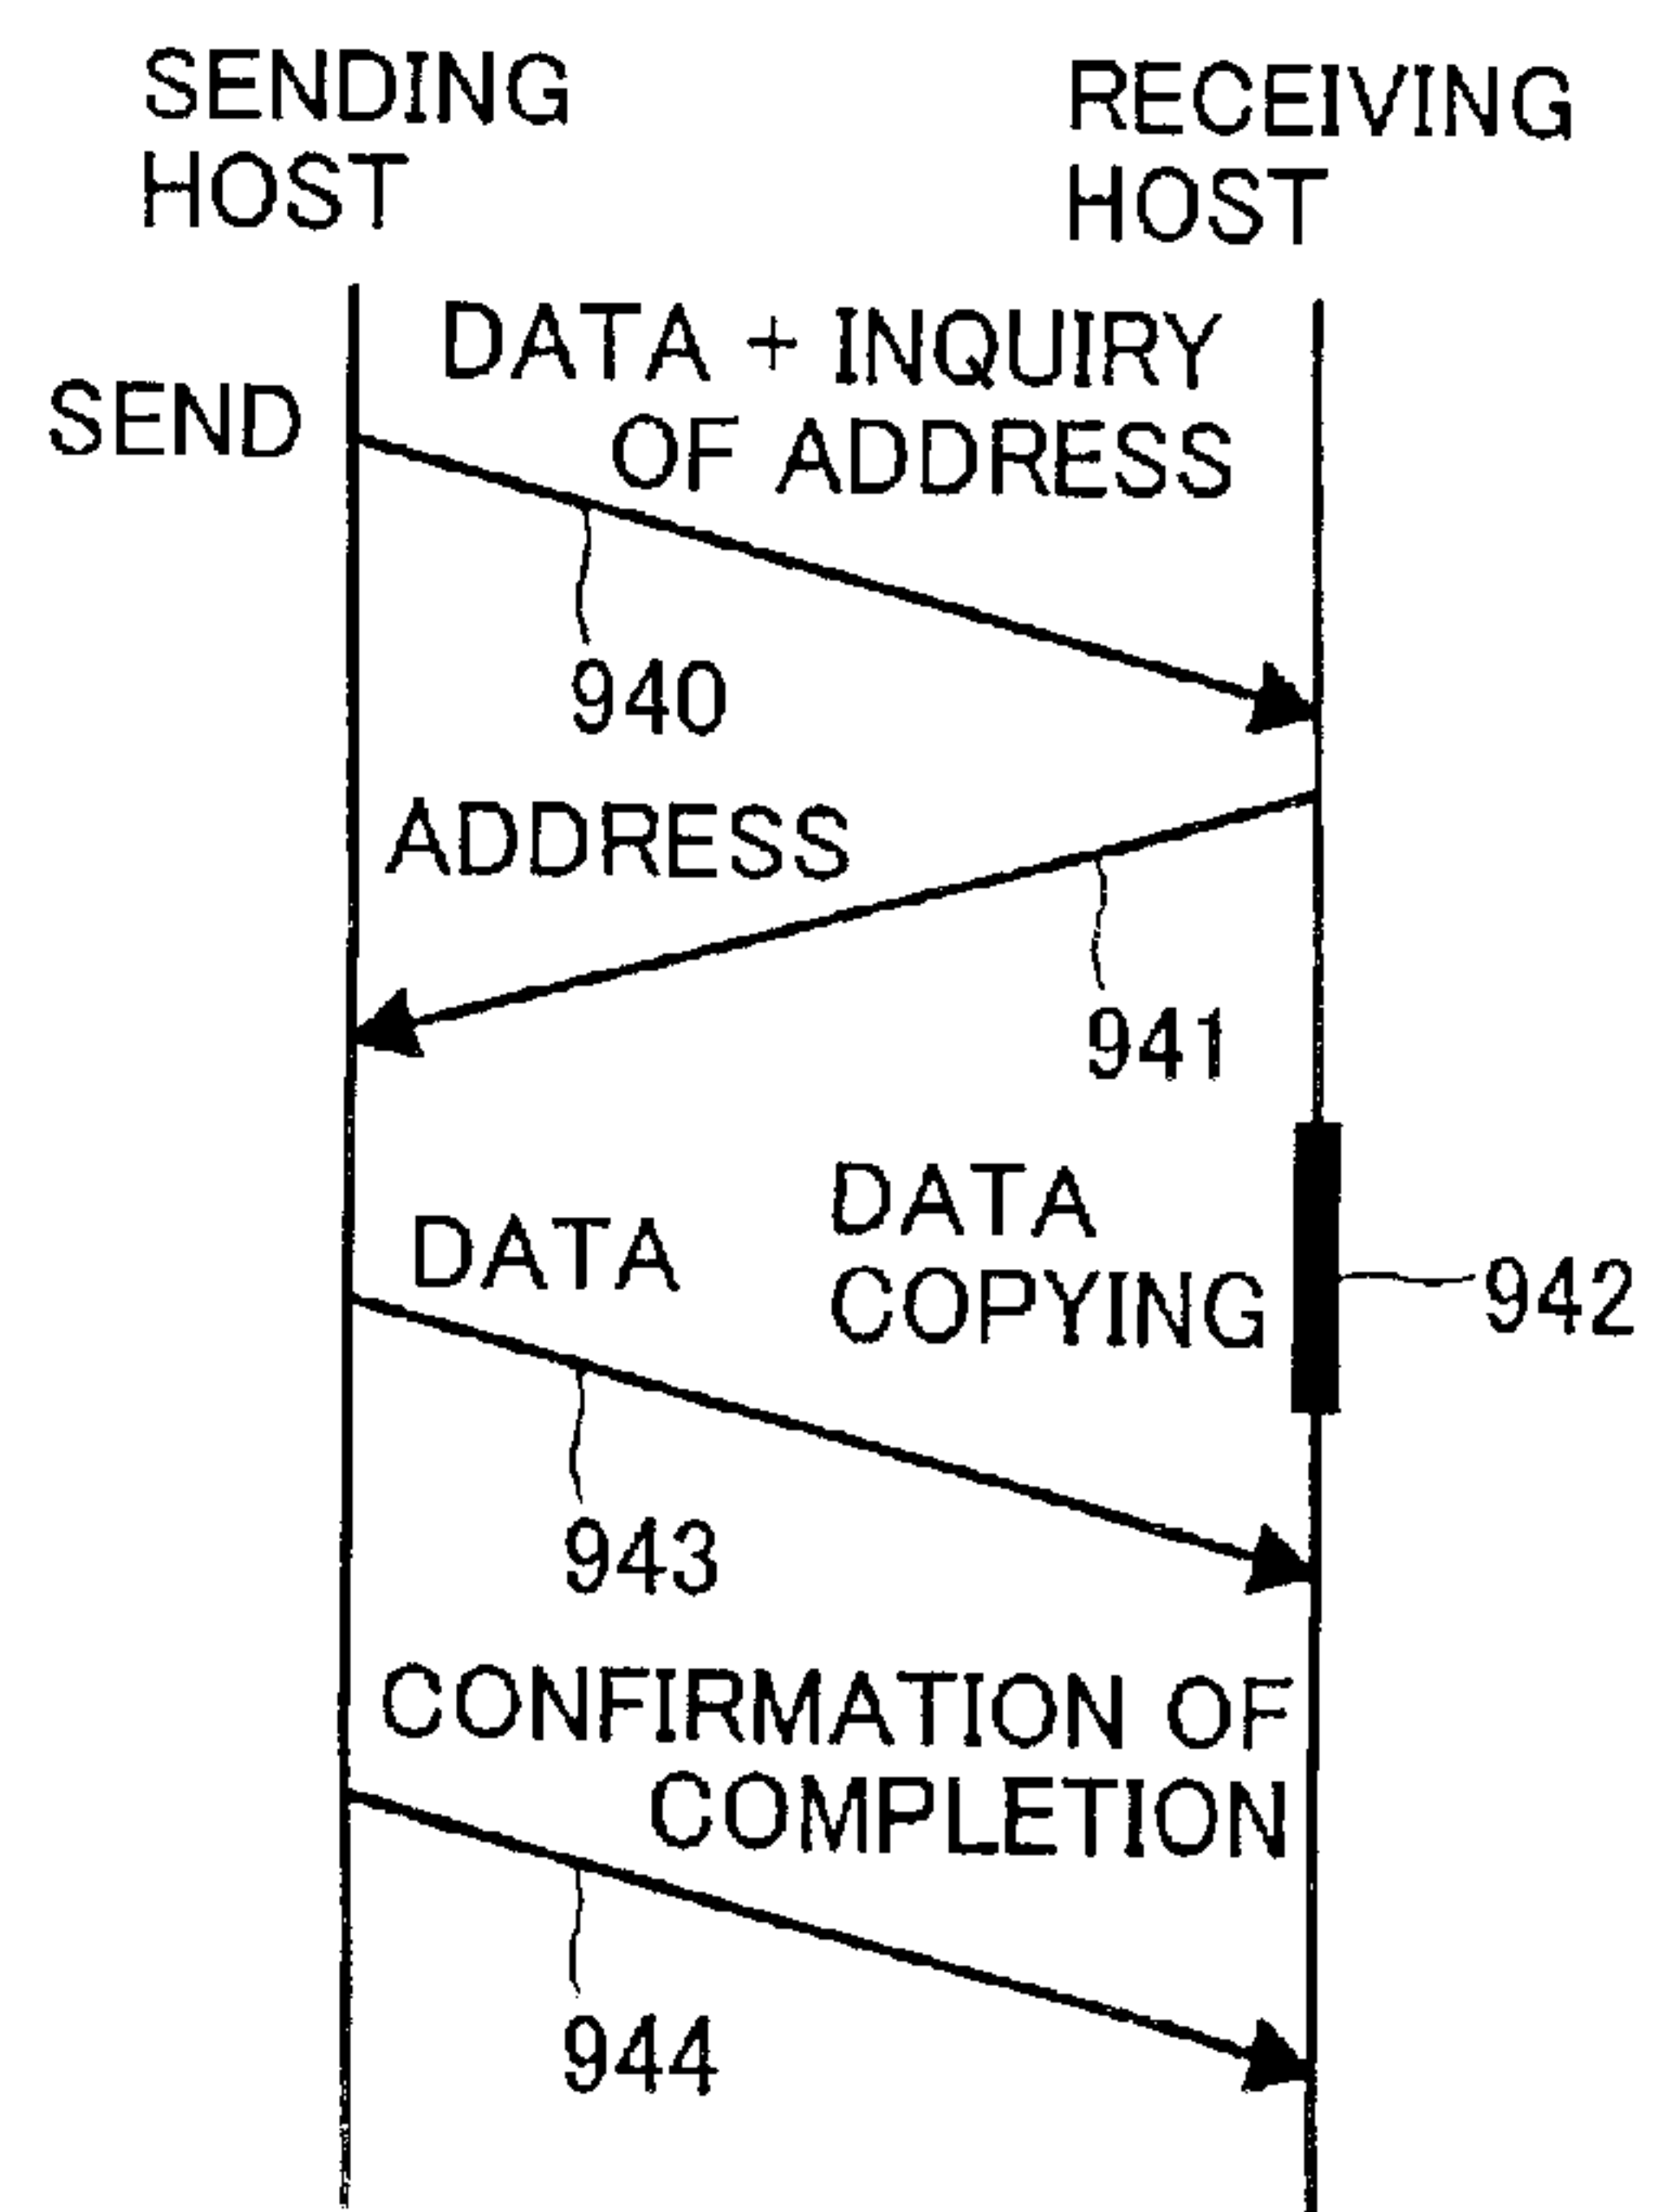 SENDING
HOST
RECEIVING
HOST
DATA + INQUIRY
OF ADDRESS
SEND
940
ADDRESS
941
DATA
COPYING
DATA
942
943
CONFIRMATION OF
COMPLETION
944